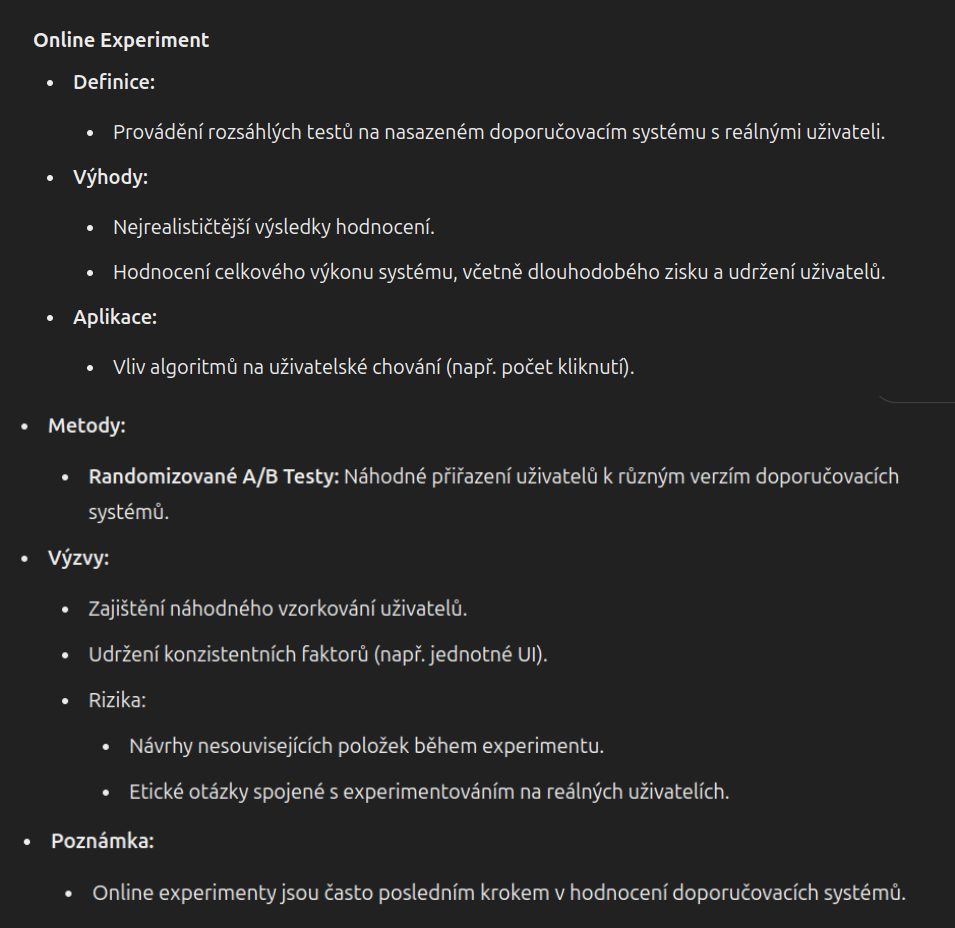 Online Experiment
• Definice:
• Provádění rozsáhlých testů na nasazeném doporučovacím systému s reálnými uživateli.
• Výhody:
• Nejrealističtější výsledky hodnocení.
• Hodnocení celkového výkonu systému, včetně dlouhodobého zisku a udržení uživatelů.
• Aplikace:
• Vliv algoritmů na uživatelské chování (např. počet kliknutí).
• Metody:
• Randomizované A/B Testy: Náhodné přiřazení uživatelů k různým verzím doporučovacích
systémů.
• Výzvy:
• Zajištění náhodného vzorkování uživatelů.
• Udržení konzistentních faktorů (např. jednotné UI).
• Rizika:
• Návrhy nesouvisejících položek během experimentu.
• Etické otázky spojené s experimentováním na reálných uživatelích.
• Poznámka:
• Online experimenty jsou často posledním krokem v hodnocení doporučovacích systémů.